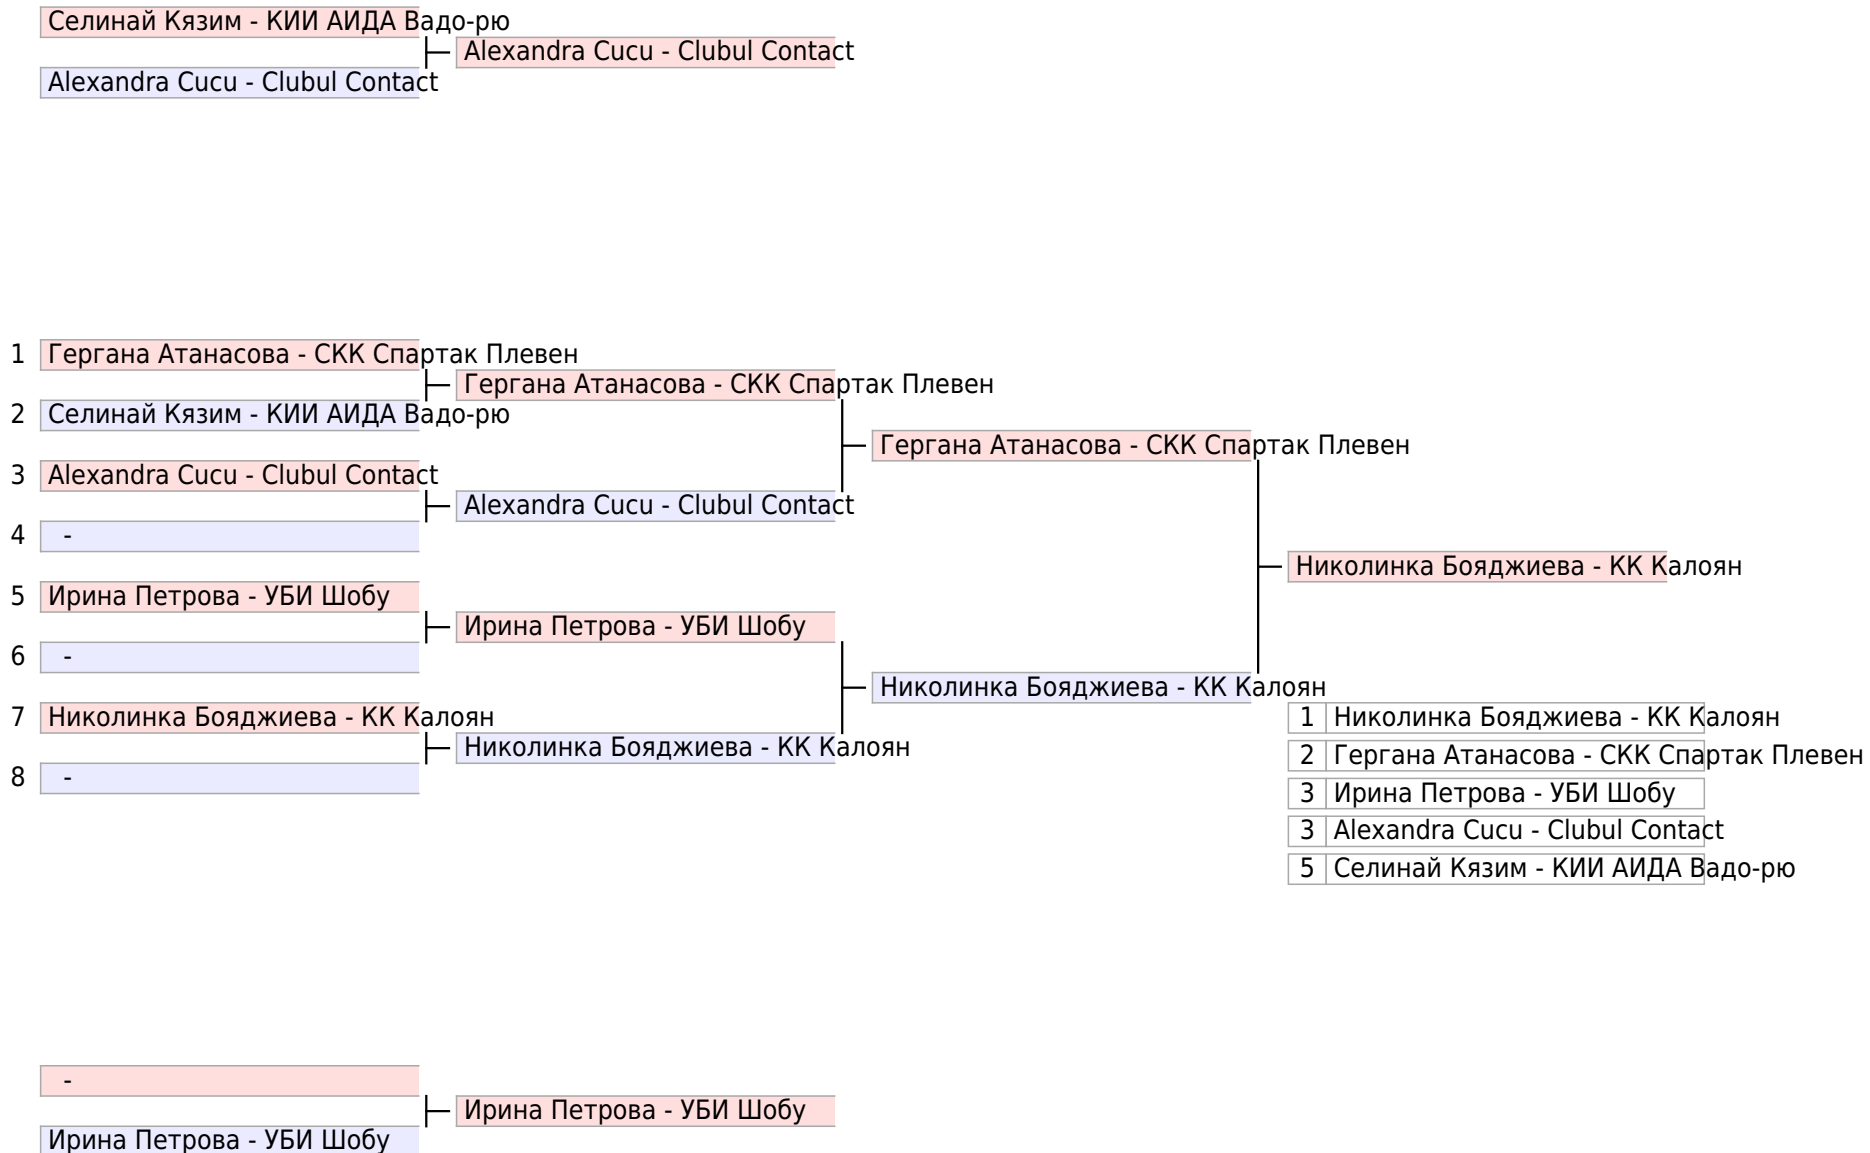 Селинай Кязим - КИИ АИДА Вадо-рю
Alexandra Cucu - Clubul Contact
Alexandra Cucu - Clubul Contact
1 Гергана Атанасова - СКК Спартак Плевен
Гергана Атанасова - СКК Спартак Плевен
2 Селинай Кязим - КИИ АИДА Вадо-рю
Гергана Атанасова - СКК Спартак Плевен
3 Alexandra Cucu - Clubul Contact
Alexandra Cucu - Clubul Contact
4 -
Николинка Бояджиева - КК Калоян
5 Ирина Петрова - УБИ Шобу
Ирина Петрова - УБИ Шобу
6 -
Николинка Бояджиева - КК Калоян
7 Николинка Бояджиева - КК Калоян
Николинка Бояджиева - КК Калоян
8 -
1 Николинка Бояджиева - КК Калоян
2 Гергана Атанасова - СКК Спартак Плевен
3 Ирина Петрова - УБИ Шобу
3 Alexandra Cucu - Clubul Contact
5 Селинай Кязим - КИИ АИДА Вадо-рю
-
Ирина Петрова - УБИ Шобу
Ирина Петрова - УБИ Шобу